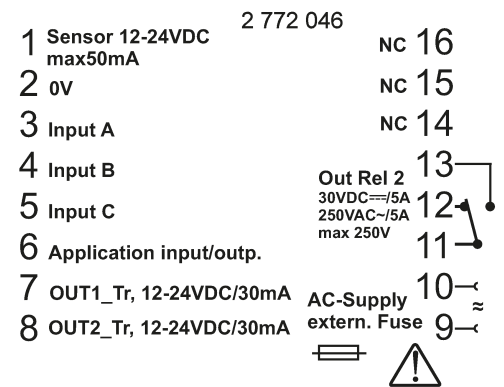 2 772 046
1 Sensor 12-24VDC
max50mA
2 0V
3 Input A
4 Input B
5 Input C
6 Application input/outp.
7 OUT1_Tr, 12-24VDC/30mA
8 OUT2_Tr, 12-24VDC/30mA
NC 16
NC 15
NC 14
13
Out Rel 2
30VDC⎓/5A 12
250VAC~/5A
max 250V 11
AC-Supply 10
≈
extern. Fuse 9